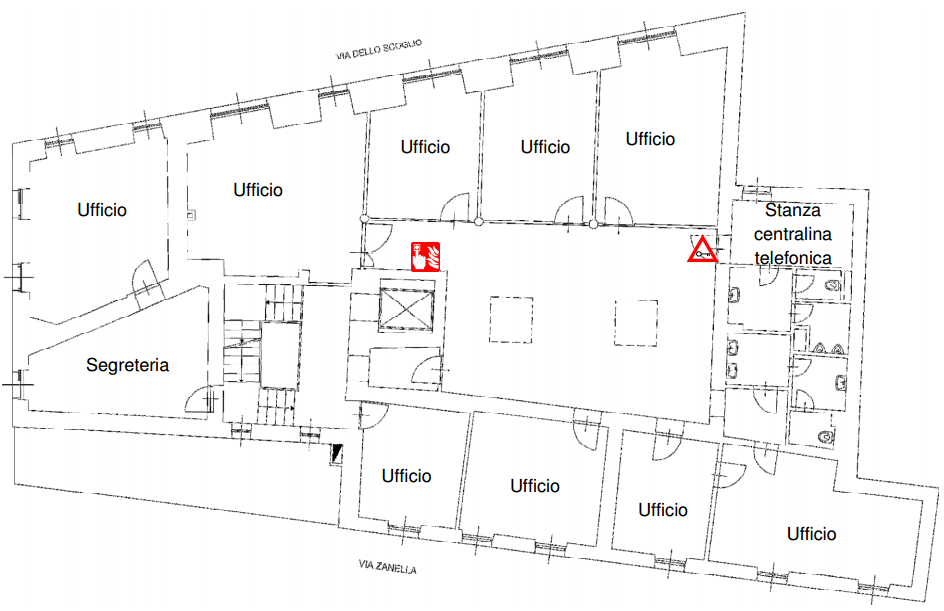 VIA DELLO SCOGLIO
Ufficio
Ufficio
Ufficio
Ufficio
Ufficio
Stanza
centralina
telefonica
Segreteria
Ufficio
Ufficio
Ufficio
Ufficio
VIA ZANELLA